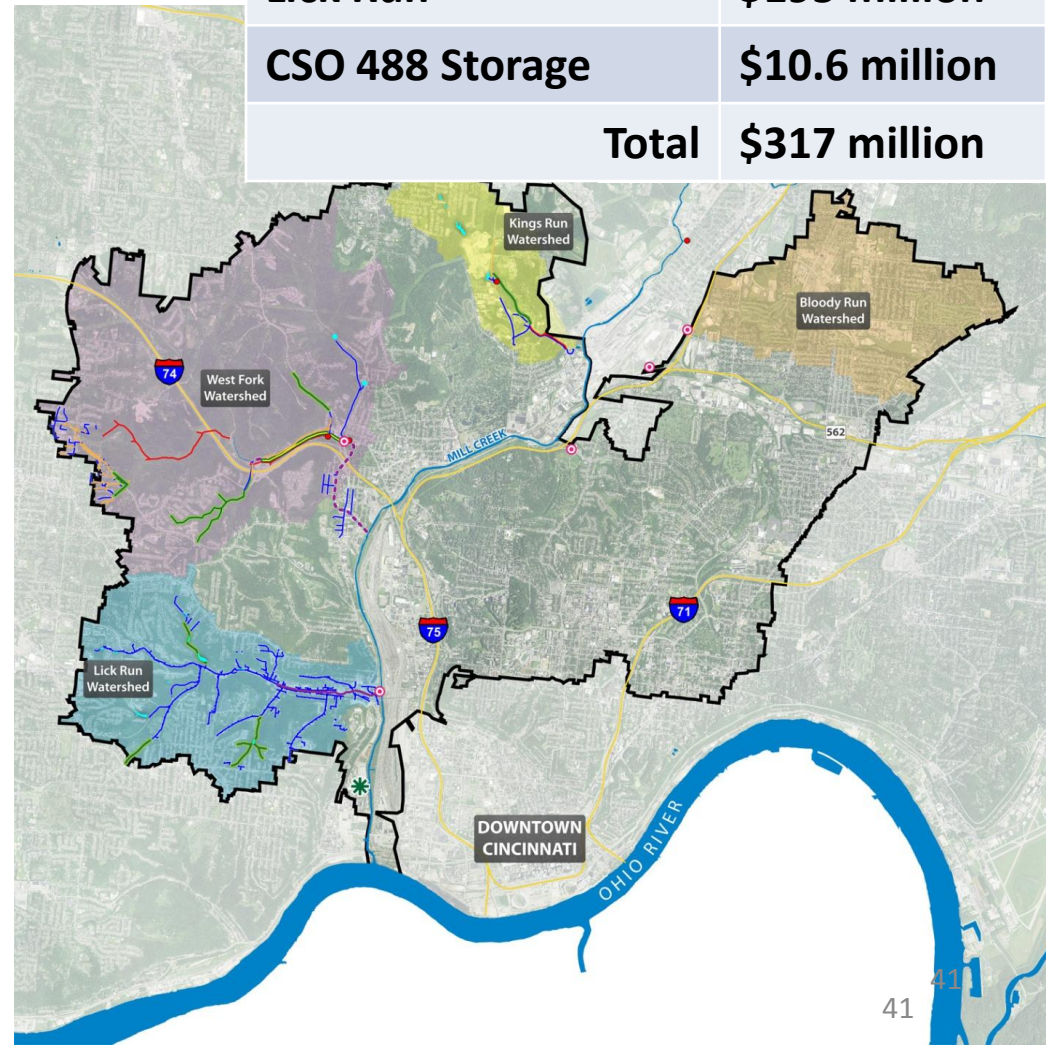 CSO 488 Storage $10.6 million
Total $317 million
Kings Run
Watershed
Bloody Run
Watershed
74
West Fork
Watershed
562
MILL CREEK
75
71
Lick Run
Watershed
DOWNTOWN
CINCINNATI
OHIO RIVER
41
41